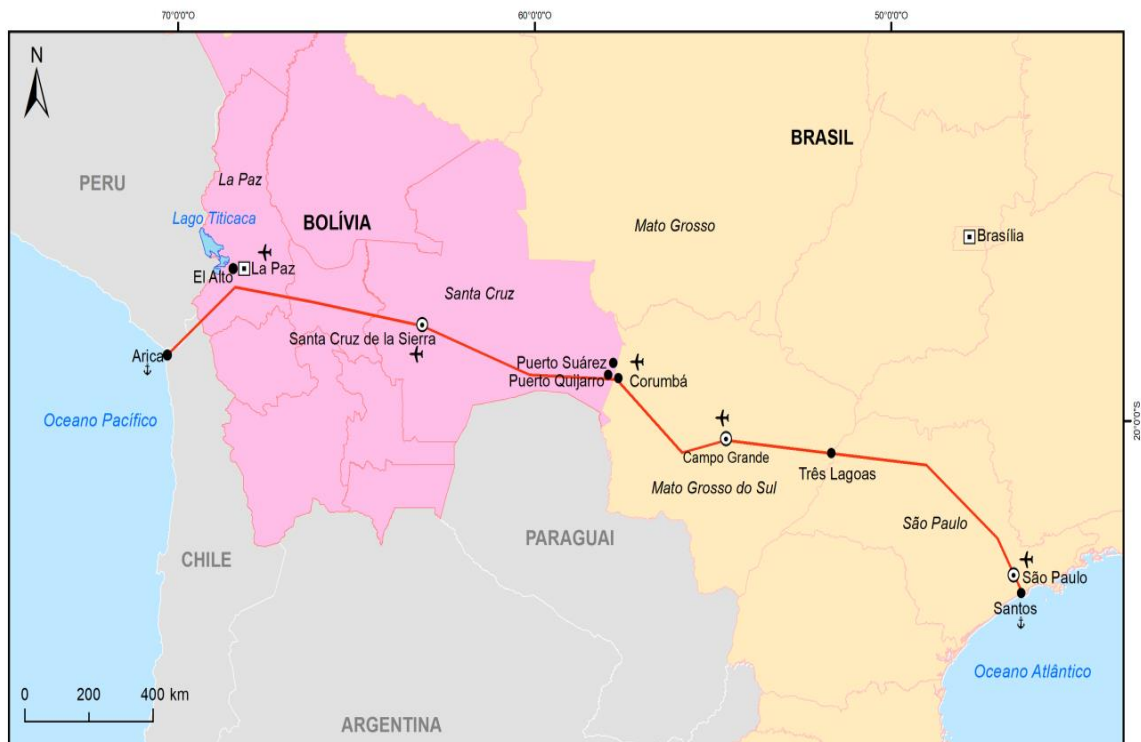 70°0'0"O
60°0'0"O
50°0'0"O
N
BRASIL
PERU
La Paz
Lago Titicaca
BOLÍVIA
Mato Grosso
Brasília
El Alto
La Paz
Santa Cruz
Santa Cruz de la Sierra
Arica
Puerto Suárez
Puerto Quijarro
Corumbá
Oceano Pacífico
20°0'0"S
Campo Grande
Três Lagoas
Mato Grosso do Sul
São Paulo
PARAGUAI
CHILE
São Paulo
Santos
Oceano Atlântico
0 200 400 km
ARGENTINA